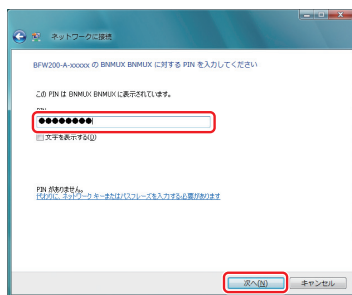 ネットワークに接続
BFW200-A-xxxxxx の BNMUX BNMUX に対する PIN を入力してください
この PIN は BNMUX BNMUX に表示されています。
●●●●●●●●
文字を表示する(D)
PIN がありません。
代わりに、ネットワーク キーまたはパスフレーズを入力する必要があります
次へ(N)
キャンセル